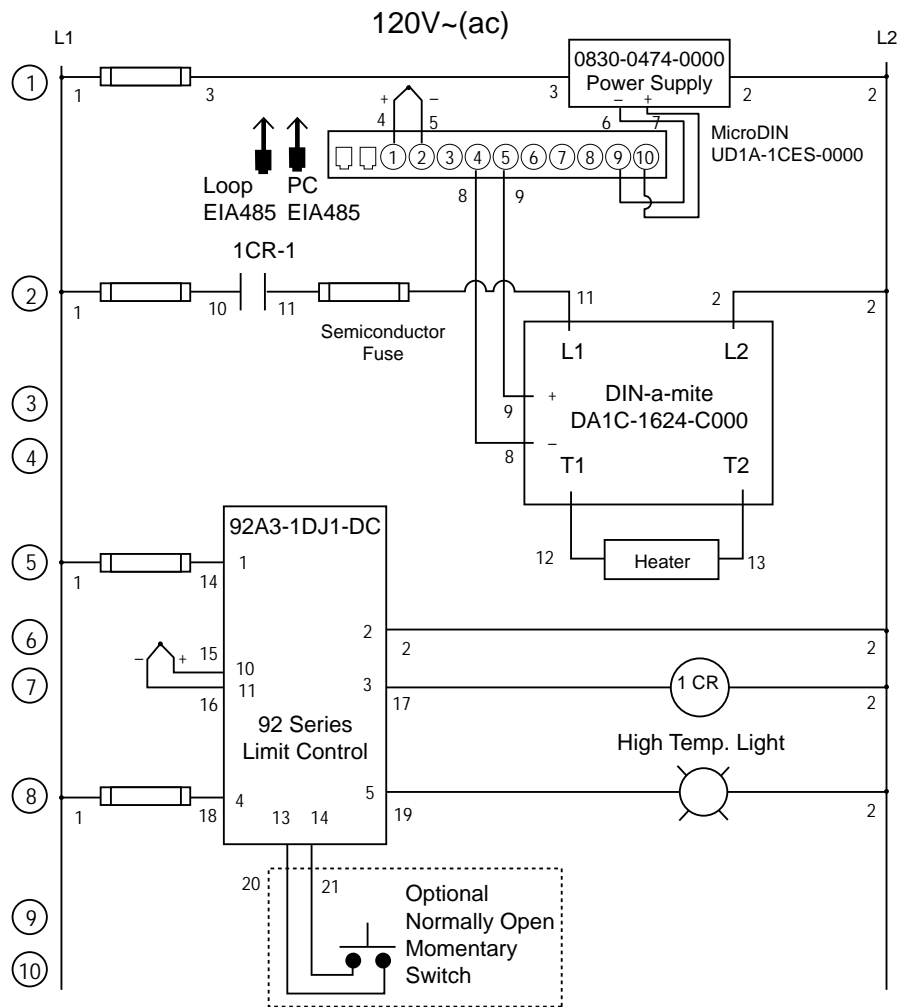 120V~(ac)
L1
L2
1
1
3
3
0830-0474-0000
Power Supply
2
2
− +
6
7
+ −
4
5
MicroDIN
UD1A-1CES-0000
1 2 3 4 5 6 7 8 9 10
Loop
EIA485
PC
EIA485
8
9
1CR-1
2
1
10
11
Semiconductor
Fuse
11
2
2
L1
L2
3
9
+
DIN-a-mite
DA1C-1624-C000
4
8
−
T1
T2
12
Heater
13
92A3-1DJ1-DC
5
1
14
1
6
2
2
2
− +
15
10
7
16
11
3
17
1 CR
2
92 Series
Limit Control
High Temp. Light
8
1
18
4
5
19
2
13
14
20
21
Optional
Normally Open
Momentary
Switch
9
10